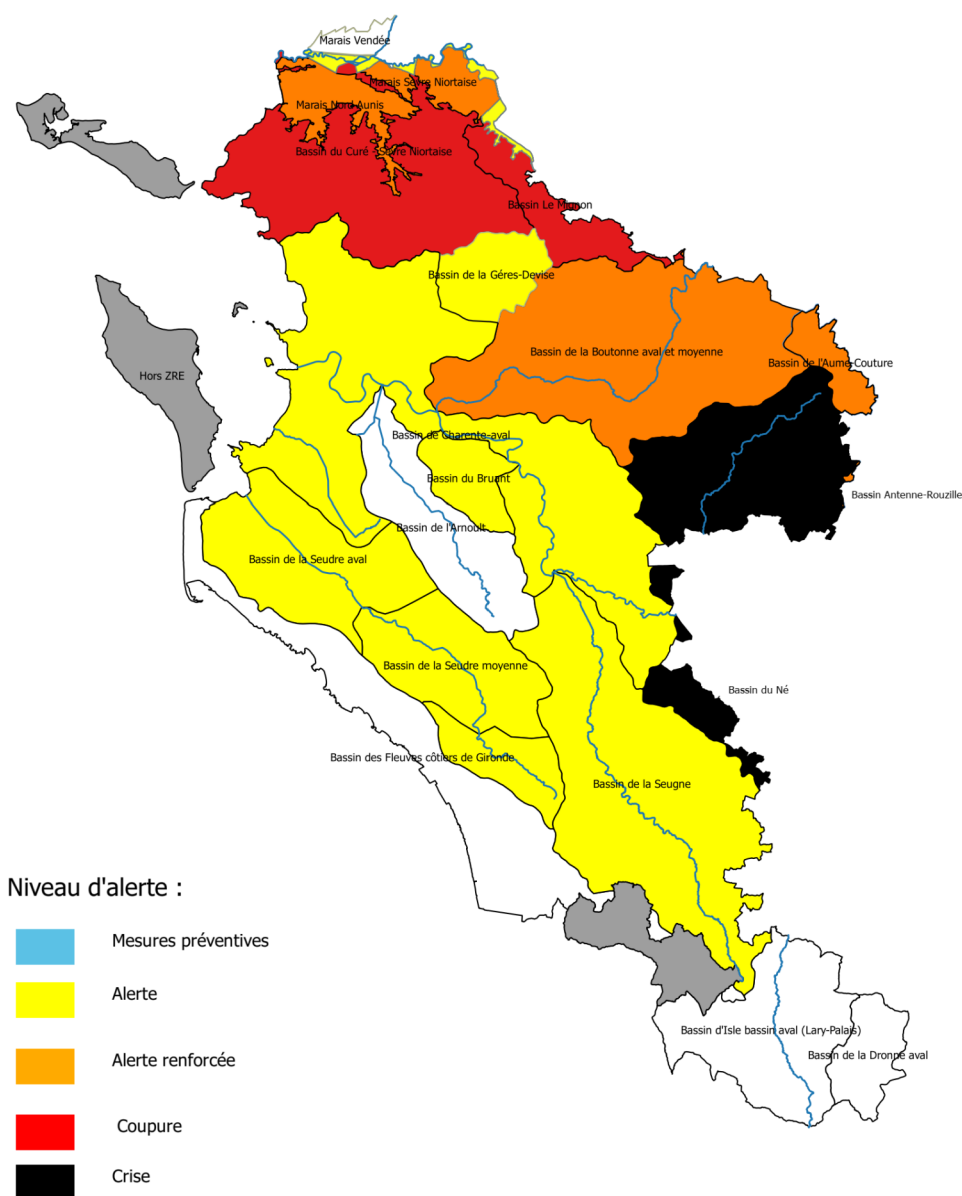 Marais Vendée
Marais Sèvre Niortaise
Marais Nord Aunis
Bassin du Curé - Sèvre Niortaise
Bassin Le Mignon
Bassin de la Géres-Devise
Bassin de la Boutonne aval et moyenne
Bassin de l'Aume-Couture
Hors ZRE
Bassin de Charente-aval
Bassin du Bruant
Bassin Antenne-Rouzille
Bassin de l'Arnoult
Bassin de la Seudre aval
Bassin de la Seudre moyenne
Bassin du Né
Bassin des Fleuves côtiers de Gironde
Bassin de la Seugne
Niveau d'alerte :
Mesures préventives
Alerte
Bassin d'Isle bassin aval (Lary-Palais)
Bassin de la Dronne aval
Alerte renforcée
Coupure
Crise